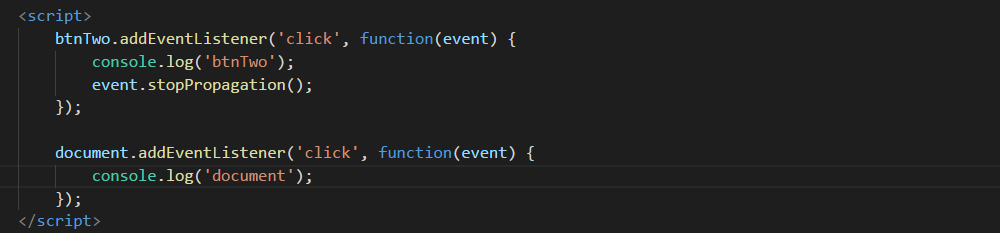 <script>
    btnTwo.addEventListener('click', function(event) {
        console.log('btnTwo');
        event.stopPropagation();
    });

    document.addEventListener('click', function(event) {
        console.log('document');
    });
</script>